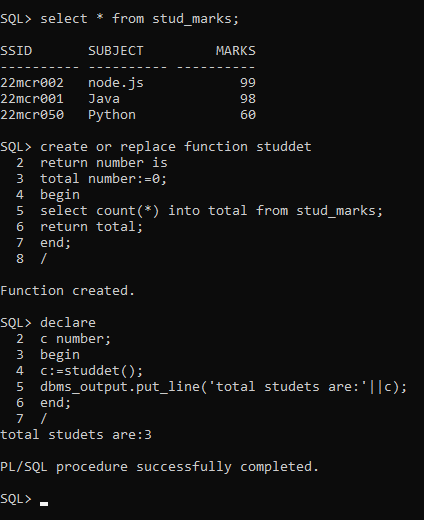 SQL> select * from stud_marks;
SSID       SUBJECT         MARKS
---------- ---------- ----------
22mcr002   node.js            99
22mcr001   Java               98
22mcr050   Python             60
SQL> create or replace function studdet
  2  return number is
  3  total number:=0;
  4  begin
  5  select count(*) into total from stud_marks;
  6  return total;
  7  end;
  8  /
Function created.
SQL> declare
  2  c number;
  3  begin
  4  c:=studdet();
  5  dbms_output.put_line('total studets are:'||c);
  6  end;
  7  /
total studets are:3
PL/SQL procedure successfully completed.
SQL>